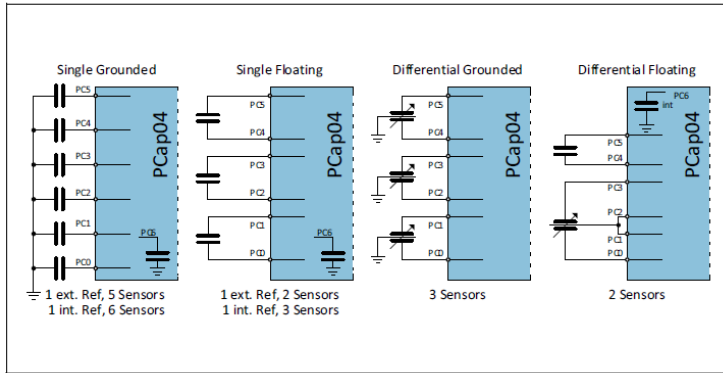 Single Grounded
PC5
PC4
PC3
PC2
PC1
PC0
PC6
PCap04
1 ext. Ref, 5 Sensors
1 int. Ref, 6 Sensors
Single Floating
PC5
PC4
PC3
PC2
PC1
PC0
PC6
PCap04
1 ext. Ref, 2 Sensors
1 int. Ref, 3 Sensors
Differential Grounded
PC5
PC4
PC3
PC2
PC1
PC0
PCap04
3 Sensors
Differential Floating
PC6
int
PC5
PC4
PC3
PC2
PC1
PC0
PCap04
2 Sensors